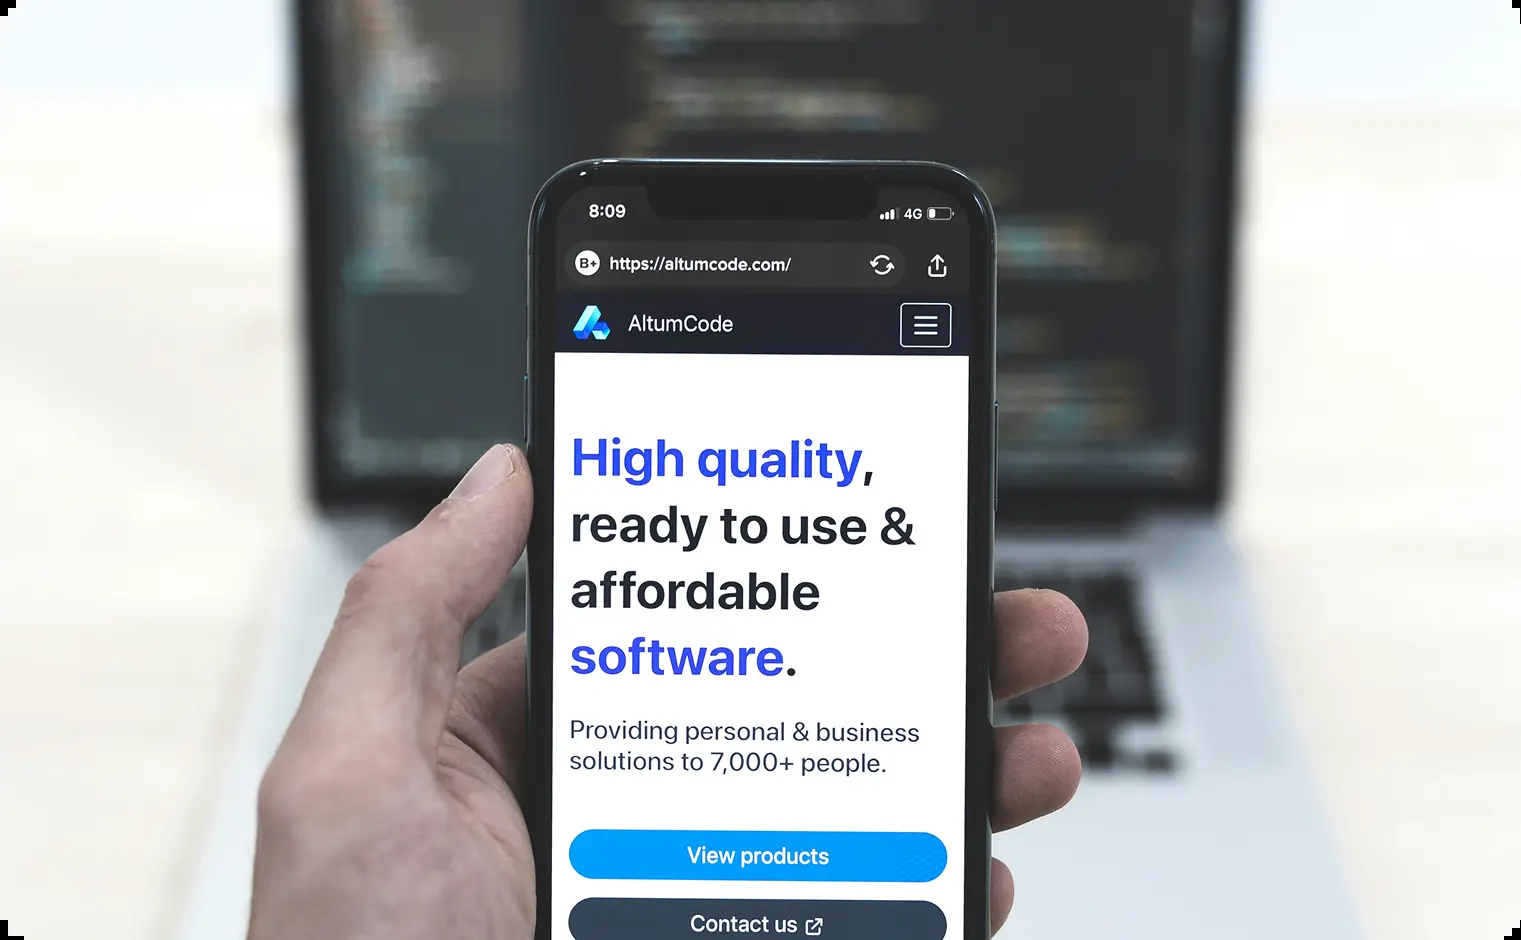 8:09
4G
B+ https://altumcode.com/
AltumCode
High quality,
ready to use &
affordable
software.
Providing personal & business
solutions to 7,000+ people.
View products
Contact us